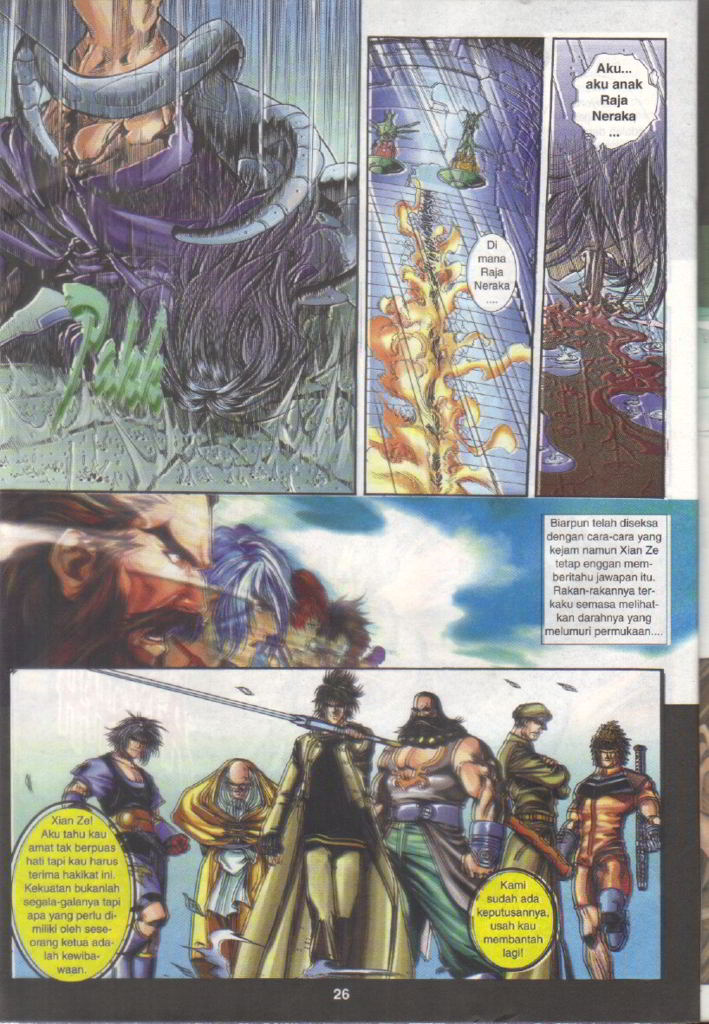 Pahh
Di
mana
Raja
Neraka
....
Aku...
aku anak
Raja
Neraka
...
Biarpun telah diseksa
dengan cara-cara yang
kejam namun Xian Ze
tetap enggan mem-
beritahu jawapan itu.
Rakan-rakannya ter-
kaku semasa melihat-
kan darahnya yang
melumuri permukaan....
Xian Ze!
Aku tahu kau
amat tak berpuas
hati tapi kau harus
terima hakikat ini.
Kekuatan bukanlah
segala-galanya tapi
apa yang perlu di-
miliki oleh sese-
orang ketua ada-
lah kewiba-
waan.
Kami
sudah ada
keputusannya,
usah kau
membantah
lagi!
26